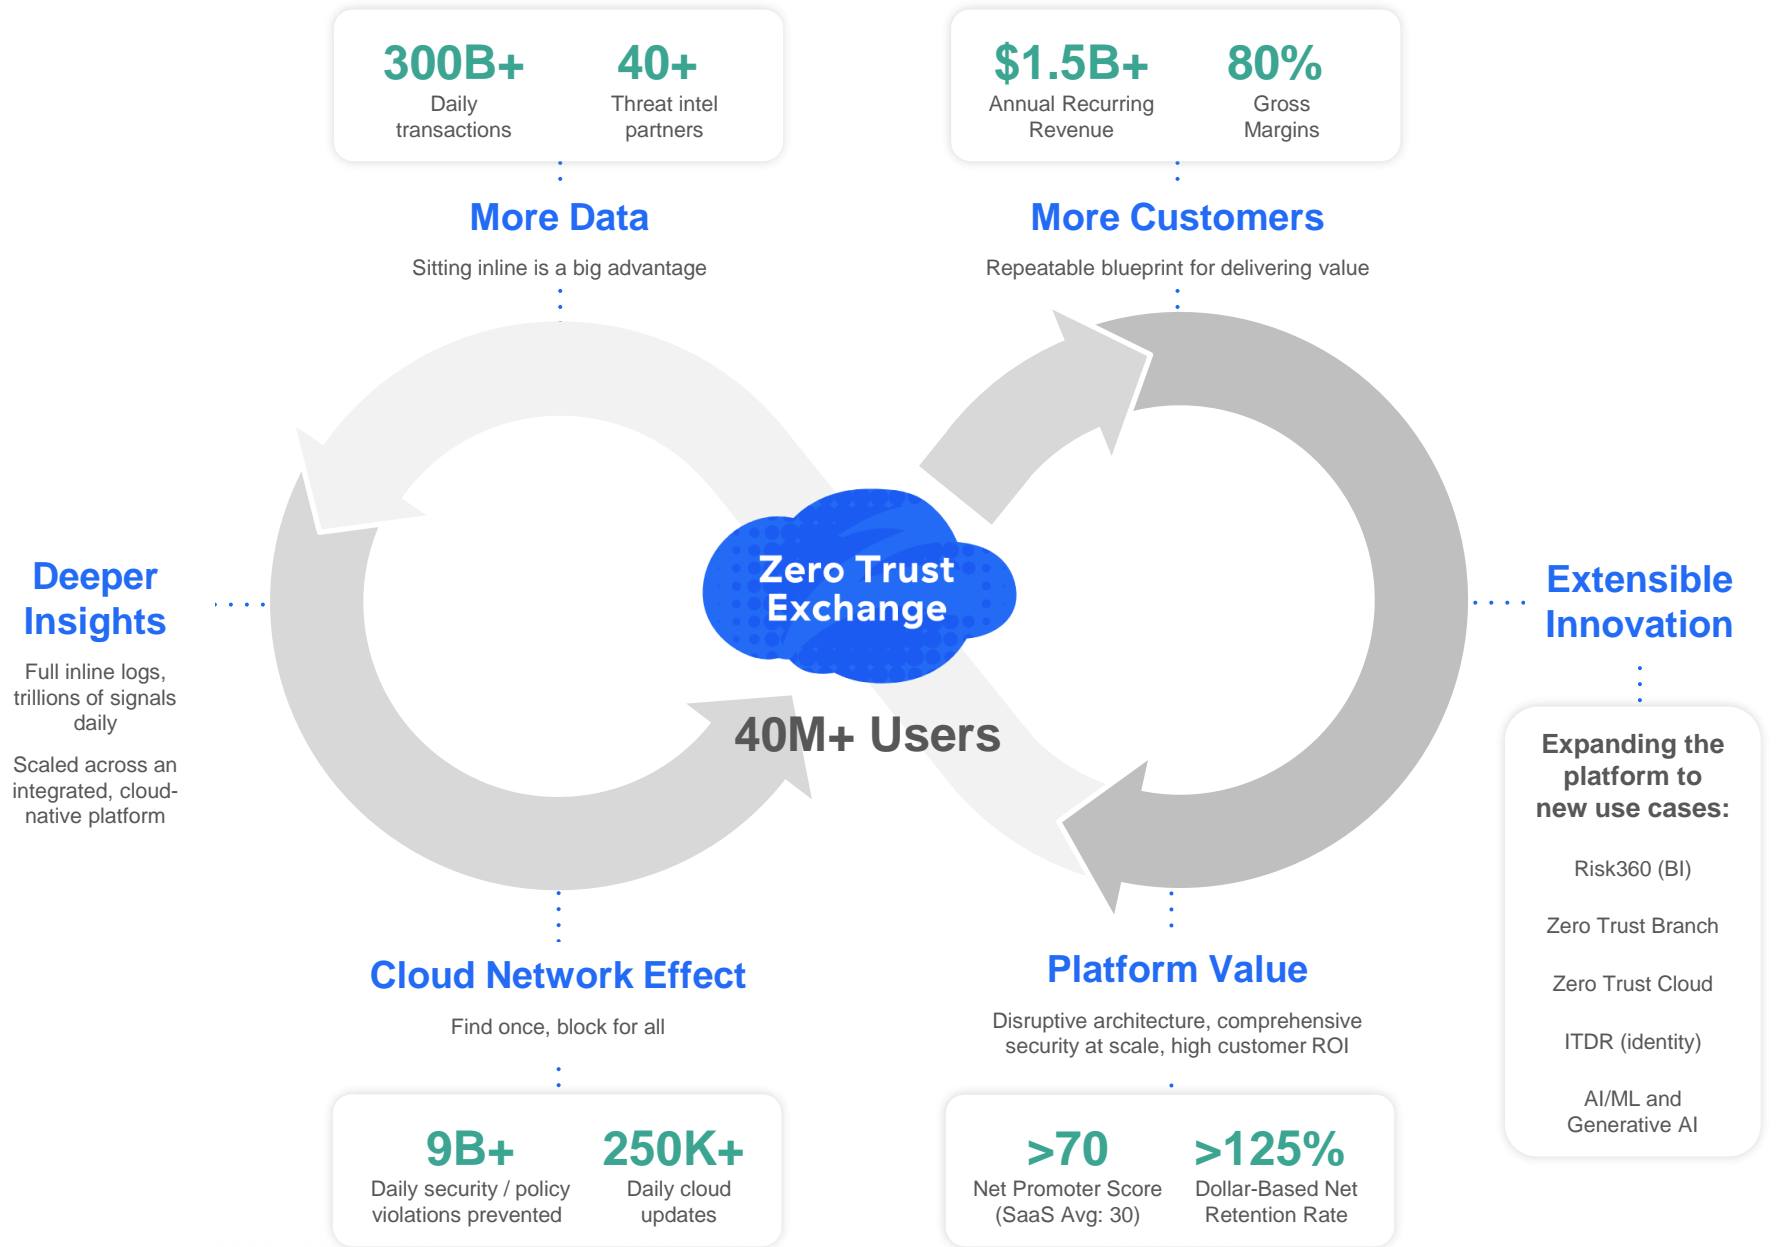 300B+
Daily
transactions
40+
Threat intel
partners
$1.5B+
Annual Recurring
Revenue
80%
Gross
Margins
More Data
Sitting inline is a big advantage
More Customers
Repeatable blueprint for delivering value
Deeper
Insights
Full inline logs,
trillions of signals
daily
Scaled across an
integrated, cloud-
native platform
Zero Trust
Exchange
40M+ Users
Extensible
Innovation
Expanding the
platform to
new use cases:
Risk360 (BI)
Zero Trust Branch
Zero Trust Cloud
ITDR (identity)
AI/ML and
Generative AI
Cloud Network Effect
Find once, block for all
9B+
Daily security / policy
violations prevented
250K+
Daily cloud
updates
Platform Value
Disruptive architecture, comprehensive
security at scale, high customer ROI
>70
Net Promoter Score
(SaaS Avg: 30)
>125%
Dollar-Based Net
Retention Rate